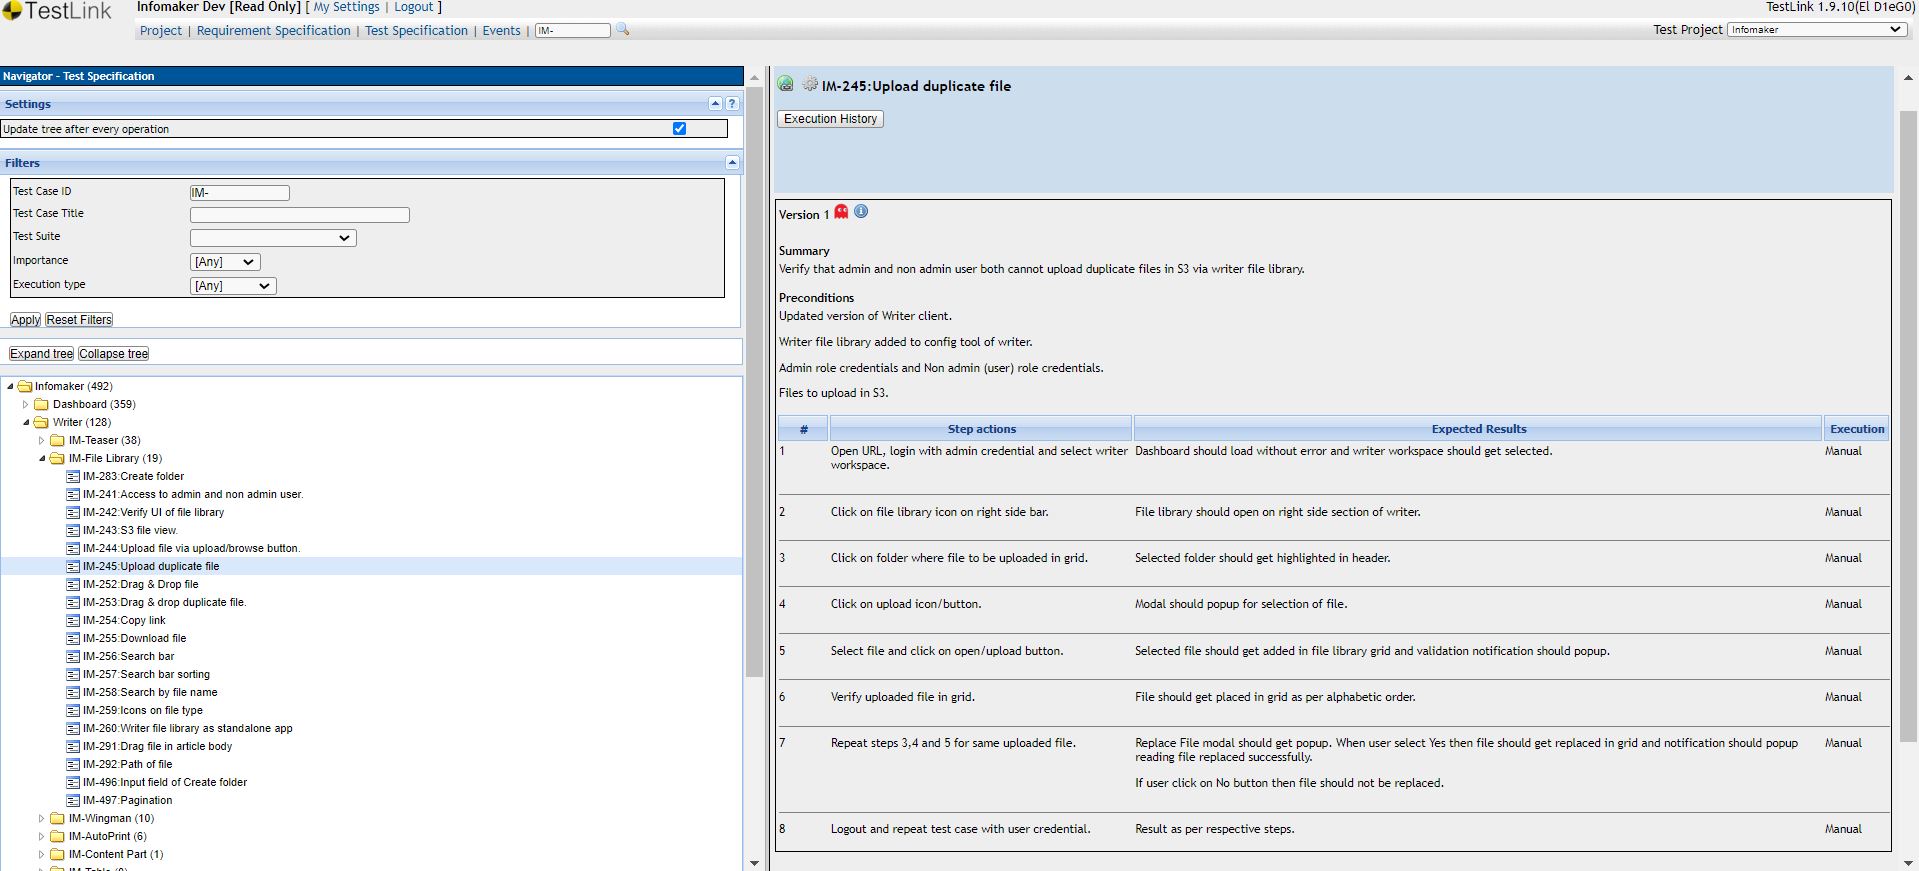 TestLink
Infomaker Dev [Read Only] [ My Settings | Logout ]
TestLink 1.9.10(El D1eG0)
Project | Requirement Specification | Test Specification | Events | IM-
Test Project Infomaker
Navigator - Test Specification
Settings
?
Update tree after every operation
Filters
Test Case ID IM-
Test Case Title
Test Suite
Importance [Any]
Execution type [Any]
Apply Reset Filters
Expand tree Collapse tree
Infomaker (492)
Dashboard (359)
Writer (128)
IM-Teaser (38)
IM-File Library (19)
IM-283:Create folder
IM-241:Access to admin and non admin user.
IM-242:Verify UI of file library
IM-243:S3 file view.
IM-244:Upload file via upload/browse button.
IM-245:Upload duplicate file
IM-252:Drag & Drop file
IM-253:Drag & drop duplicate file.
IM-254:Copy link
IM-255:Download file
IM-256:Search bar
IM-257:Search bar sorting
IM-258:Search by file name
IM-259:Icons on file type
IM-260:Writer file library as standalone app
IM-291:Drag file in article body
IM-292:Path of file
IM-496:Input field of Create folder
IM-497:Pagination
IM-Wingman (10)
IM-AutoPrint (6)
IM-Content Part (1)
IM-245:Upload duplicate file
Execution History
Version 1
Summary
Verify that admin and non admin user both cannot upload duplicate files in S3 via writer file library.
Preconditions
Updated version of Writer client.
Writer file library added to config tool of writer.
Admin role credentials and Non admin (user) role credentials.
Files to upload in S3.
# Step actions Expected Results Execution
1 Open URL, login with admin credential and select writer Dashboard should load without error and writer workspace should get selected. Manual
workspace.
2 Click on file library icon on right side bar. File library should open on right side section of writer. Manual
3 Click on folder where file to be uploaded in grid. Selected folder should get highlighted in header. Manual
4 Click on upload icon/button. Modal should popup for selection of file. Manual
5 Select file and click on open/upload button. Selected file should get added in file library grid and validation notification should popup. Manual
6 Verify uploaded file in grid. File should get placed in grid as per alphabetic order. Manual
7 Repeat steps 3,4 and 5 for same uploaded file. Replace File modal should get popup. When user select Yes then file should get replaced in grid and notification should popup Manual
reading file replaced successfully.
If user click on No button then file should not be replaced.
8 Logout and repeat test case with user credential. Result as per respective steps. Manual